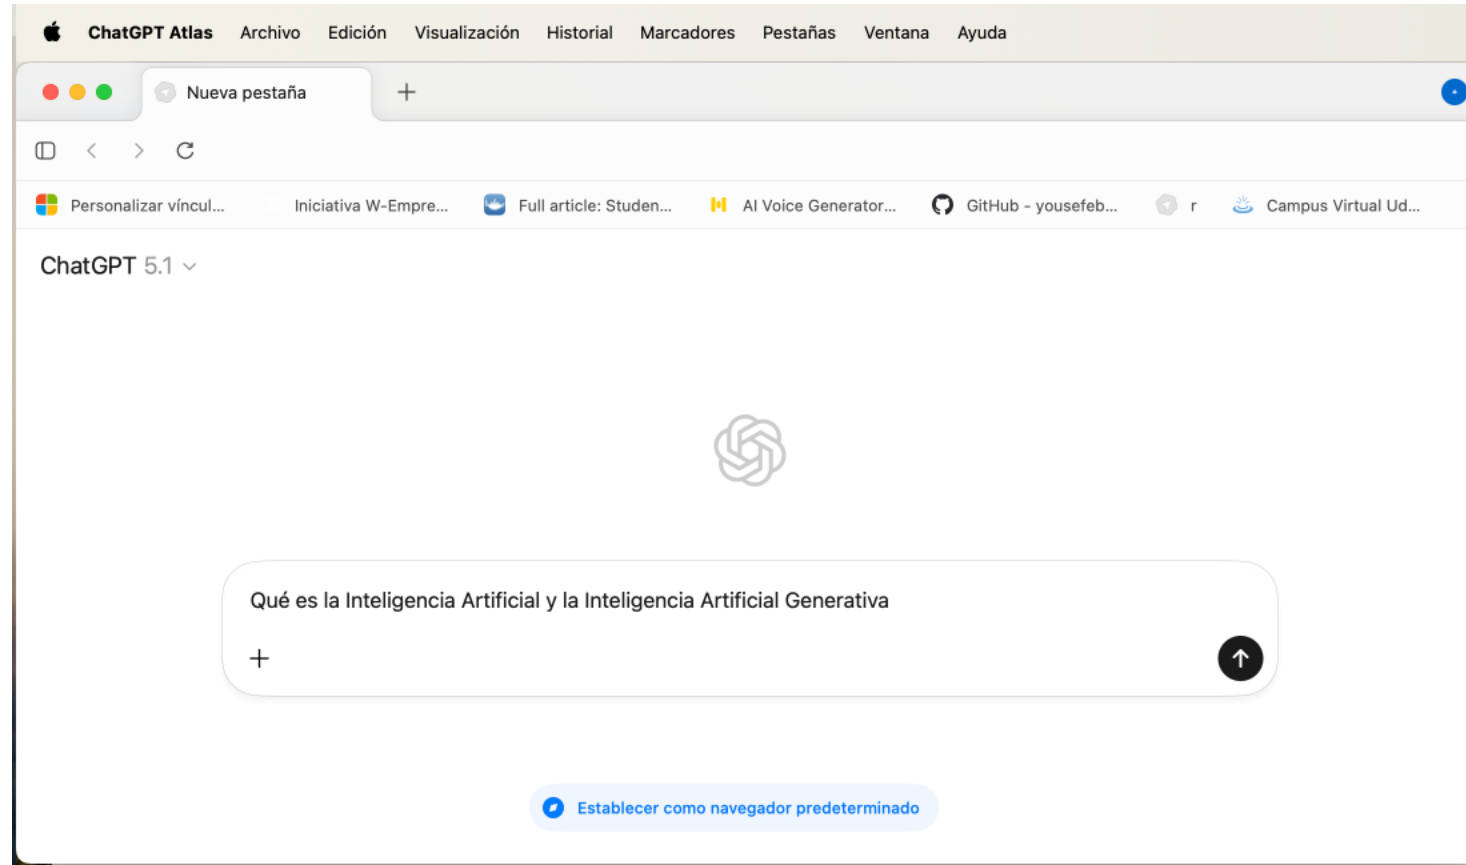 ChatGPT Atlas Archivo Edición Visualización Historial Marcadores Pestañas Ventana Ayuda
Nueva pestaña
Personalizar víncul... Iniciativa W-Empre... Full article: Studen... AI Voice Generator... GitHub - yousefeb... r Campus Virtual Ud...
ChatGPT 5.1
Qué es la Inteligencia Artificial y la Inteligencia Artificial Generativa
Establecer como navegador predeterminado